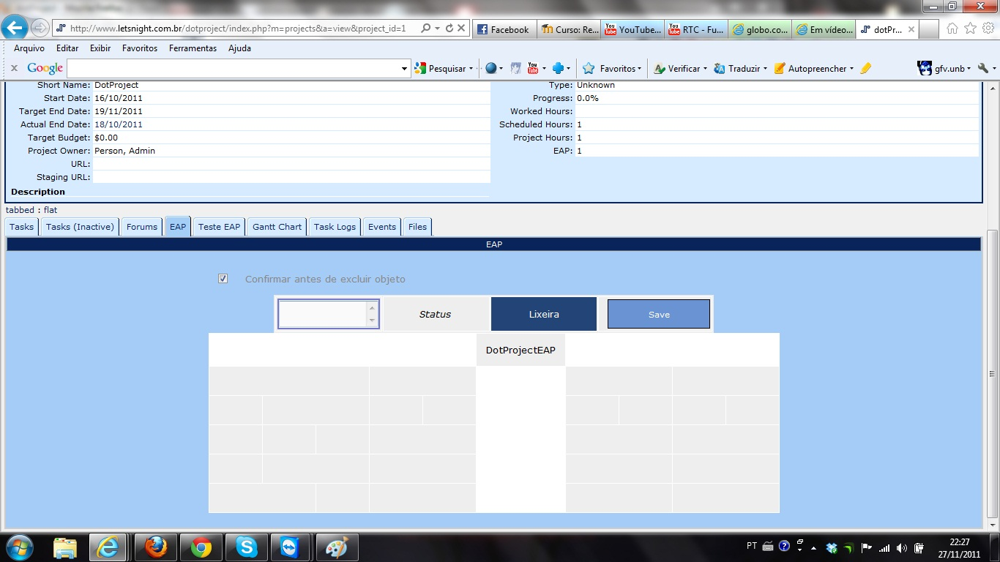 http://www.letsnight.com.br/dotproject/index.php?m=projects&a=view&project_id=1
Facebook
Curso: Re...
YouTube...
RTC - Fu...
globo.co...
Em vídeo...
dotPr...
Arquivo Editar Exibir Favoritos Ferramentas Ajuda
Google Pesquisar Favoritos Verificar Traduzir Autopreencher gfv.unb
Short Name: DotProject Type: Unknown
Start Date: 16/10/2011 Progress: 0.0%
Target End Date: 19/11/2011 Worked Hours:
Actual End Date: 18/10/2011 Scheduled Hours: 1
Target Budget: $0.00 Project Hours: 1
Project Owner: Person, Admin EAP: 1
URL:
Staging URL:
Description
tabbed : flat
Tasks Tasks (Inactive) Forums EAP Teste EAP Gantt Chart Task Logs Events Files
EAP
Confirmar antes de excluir objeto
Status Lixeira Save
DotProjectEAP
PT 22:27
27/11/2011